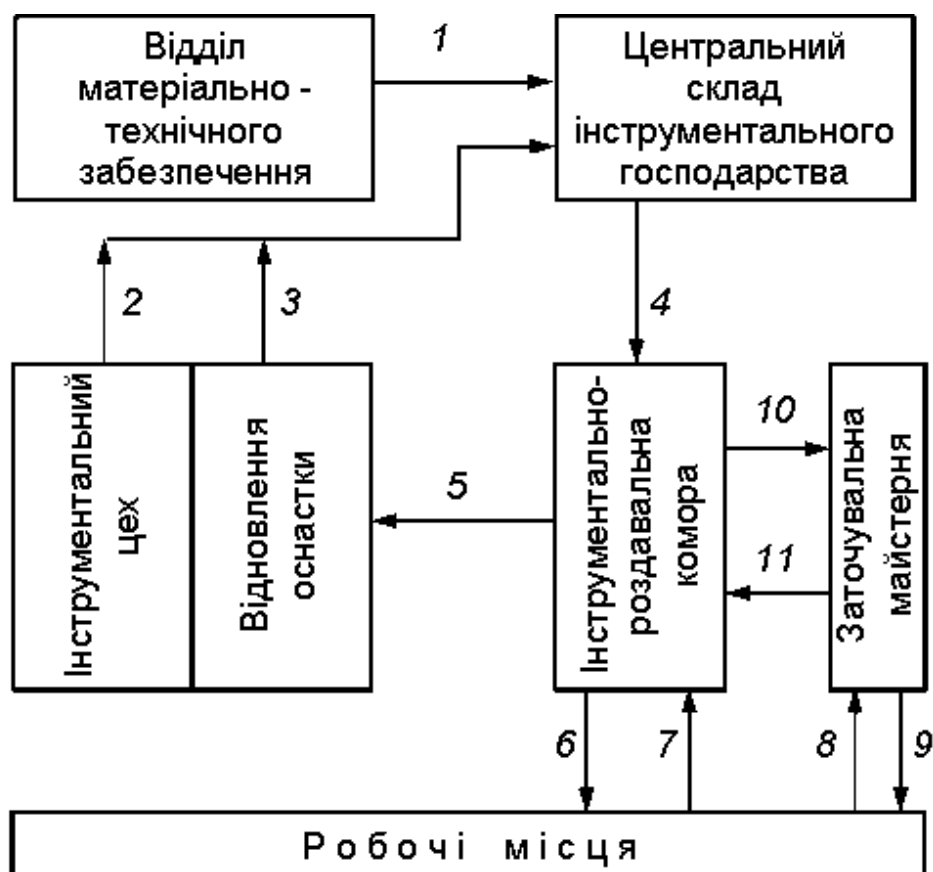 Відділ
матеріально -
технічного
забезпечення
1
Центральний
склад
інструментального
господарства
2
3
4
Інструментальний
цех
Відновлення
оснастки
5
Інструментально-
роздавальна
комора
10
11
Заточувальна
майстерня
6
7
8
9
Робочі місця